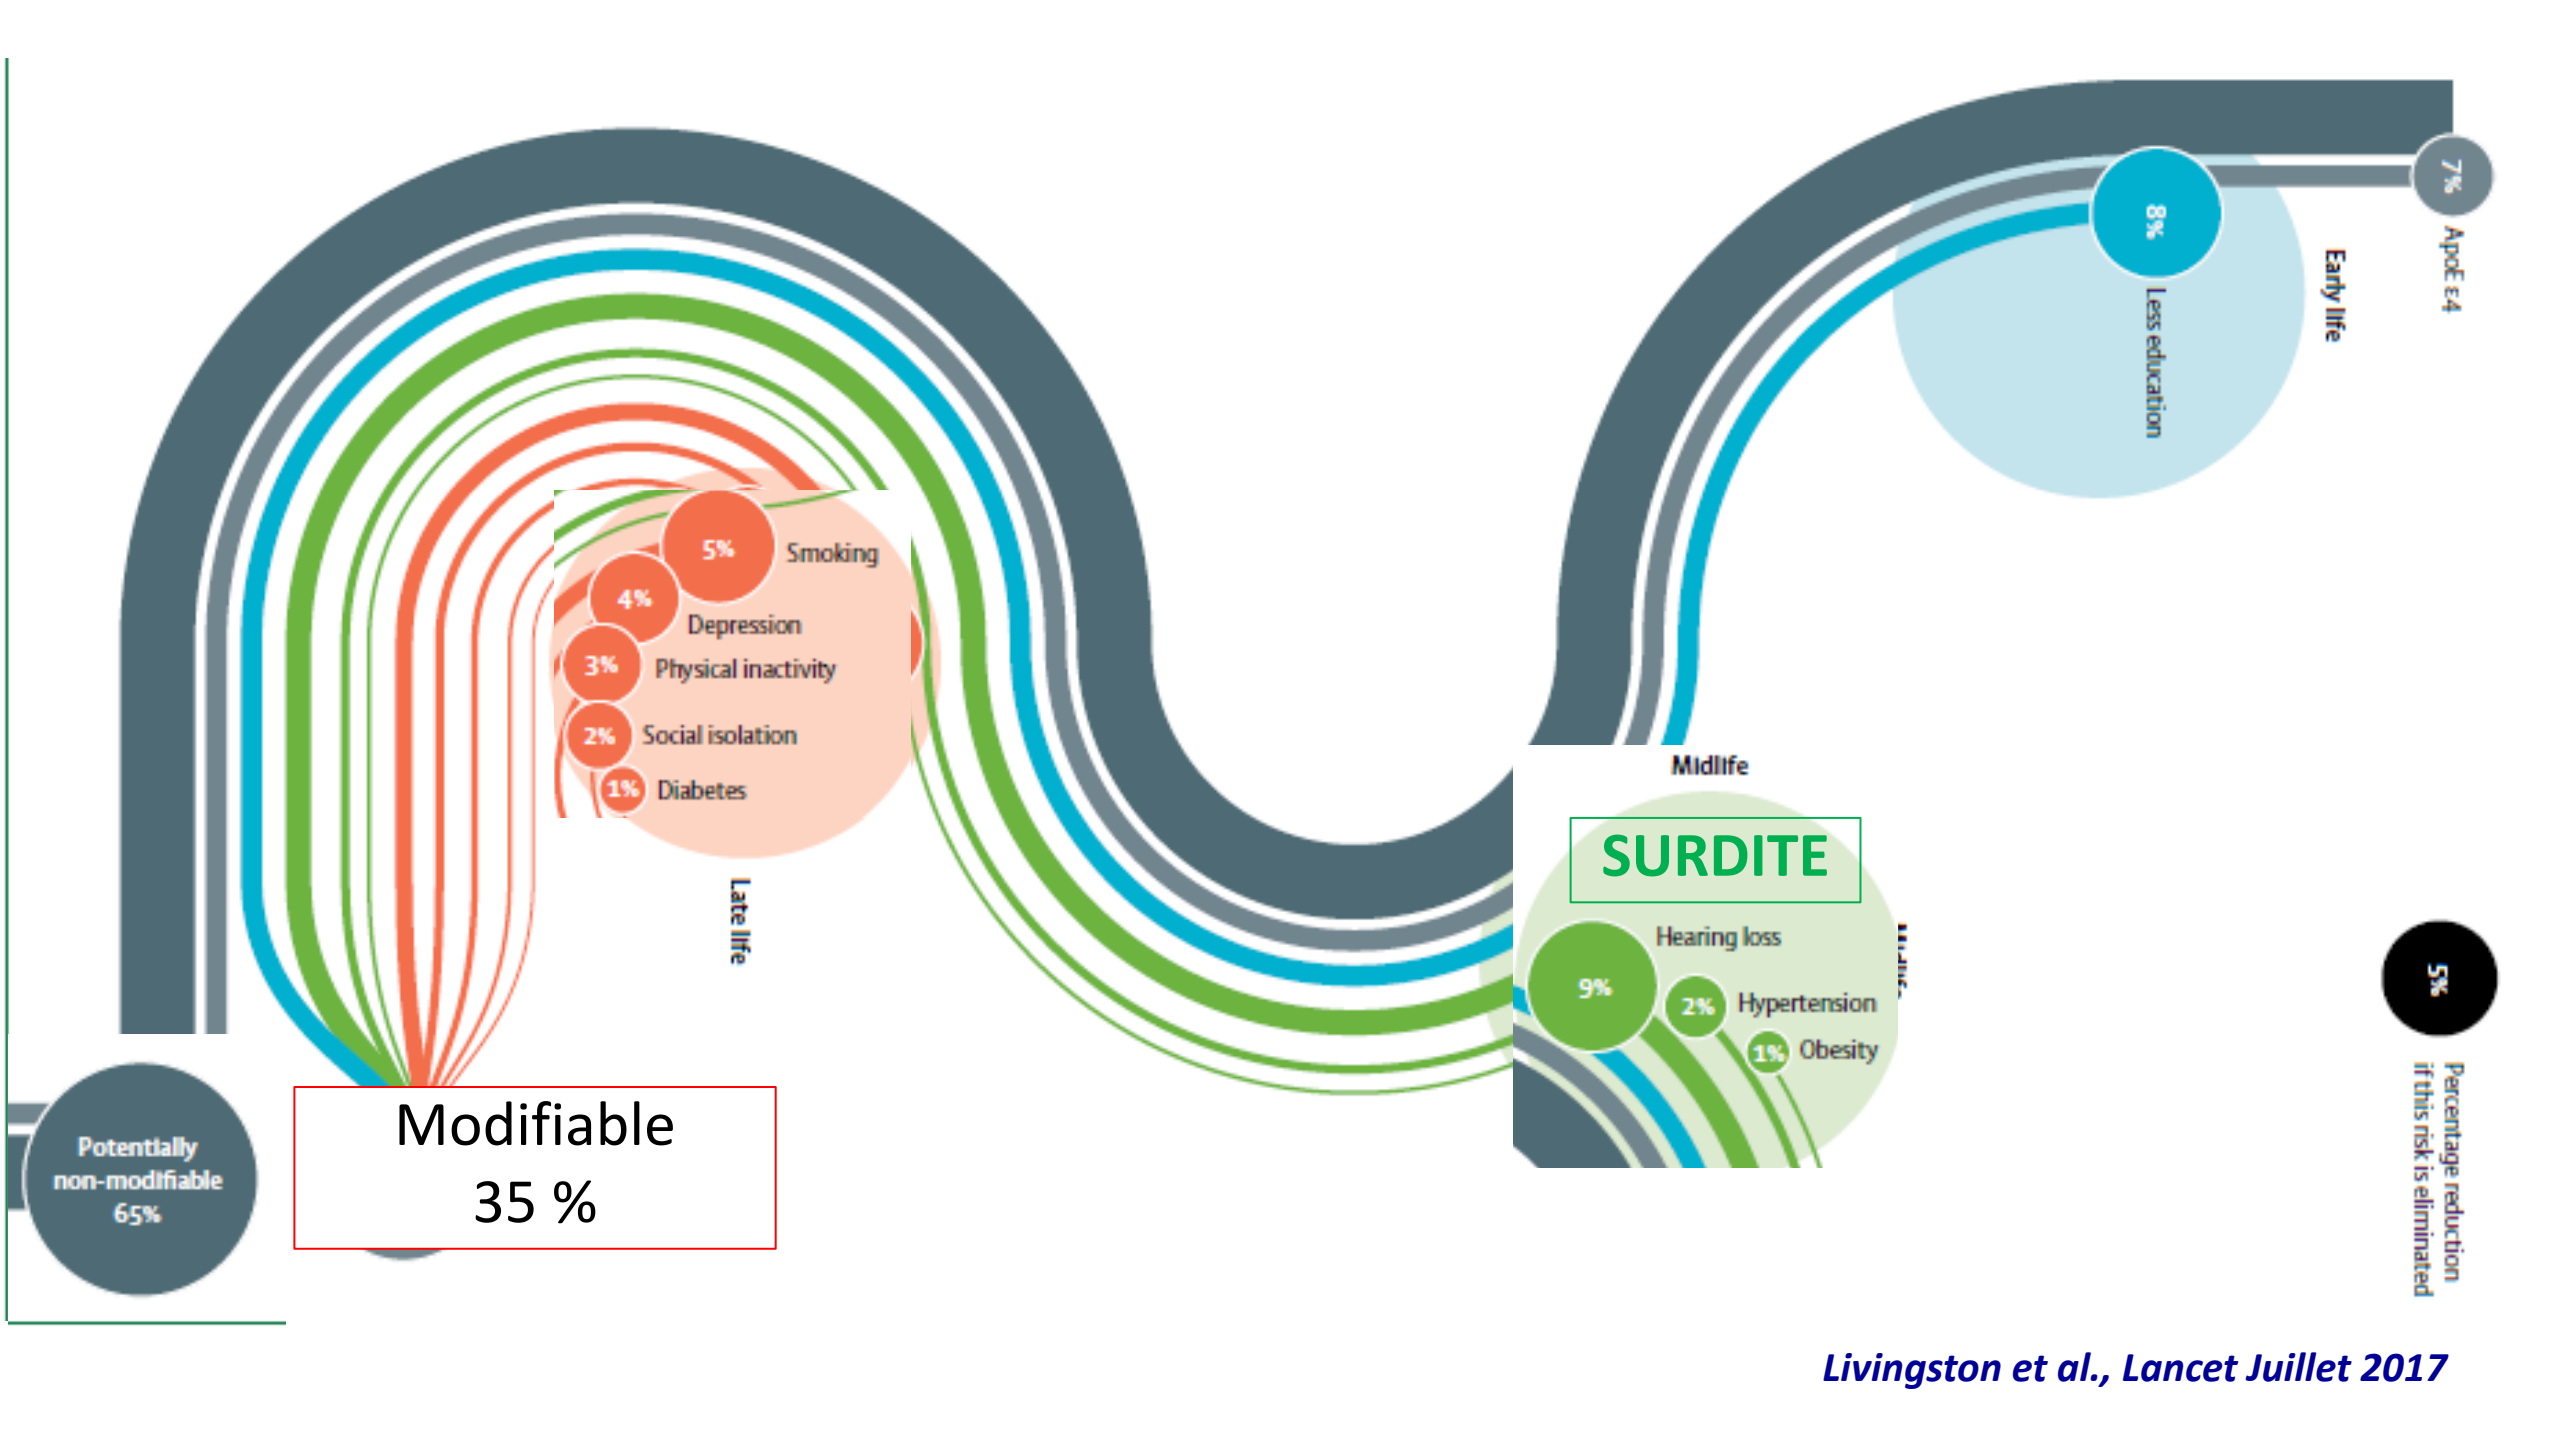 7%
ApoE ε4
8%
Less education
Early life
5%
Smoking
4%
Depression
3%
Physical inactivity
2%
Social isolation
1%
Diabetes
Late life
Midlife
SURDITE
Hearing loss
9%
2%
Hypertension
1%
Obesity
Midlife
5%
Percentage reduction
if this risk is eliminated
Potentially
non-modifiable
65%
Modifiable
35 %
Livingston et al., Lancet Juillet 2017